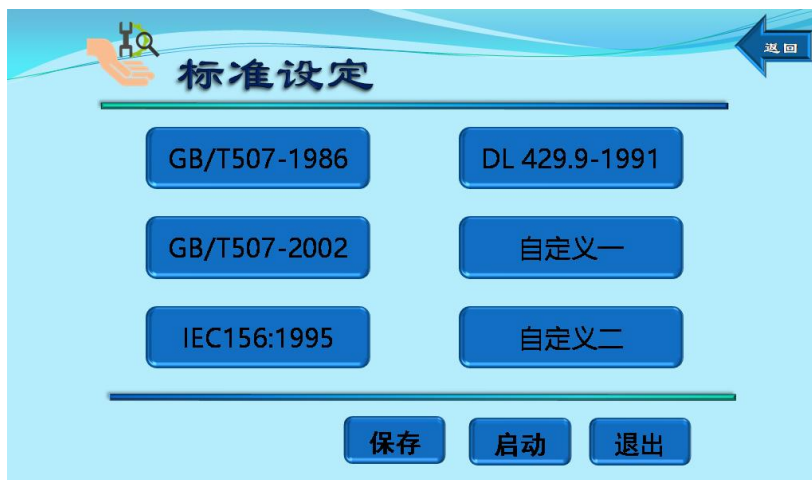 返回
标准设定
GB/T507-1986
DL 429.9-1991
GB/T507-2002
自定义一
IEC156:1995
自定义二
保存
启动
退出